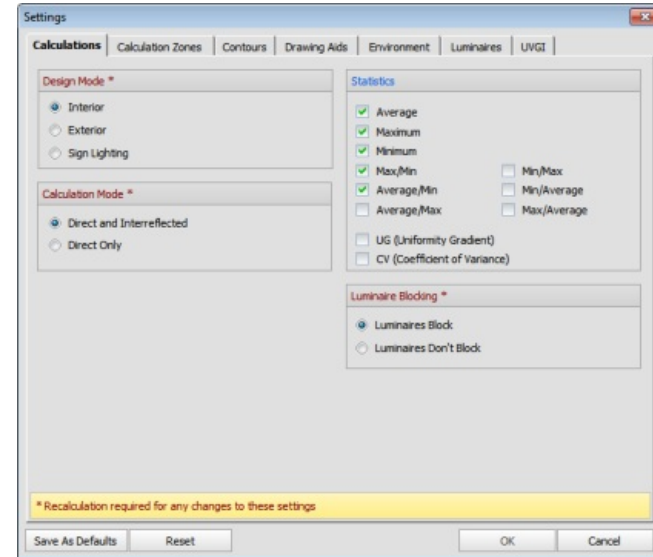 Settings
Calculations Calculation Zones Contours Drawing Aids Environment Luminaires UVGI
Design Mode *
Interior
Exterior
Sign Lighting
Calculation Mode *
Direct and Interreflected
Direct Only
Statistics
Average
Maximum
Minimum
Max/Min Min/Max
Average/Min Min/Average
Average/Max Max/Average
UG (Uniformity Gradient)
CV (Coefficient of Variance)
Luminaire Blocking *
Luminaires Block
Luminaires Don't Block
* Recalculation required for any changes to these settings
Save As Defaults Reset OK Cancel